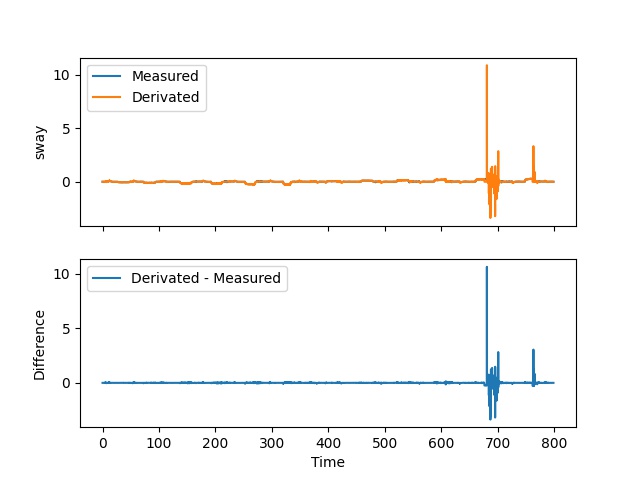 10
5
0
sway
Measured
Derivated
10
5
0
Difference
Derivated - Measured
0 100 200 300 400 500 600 700 800
Time